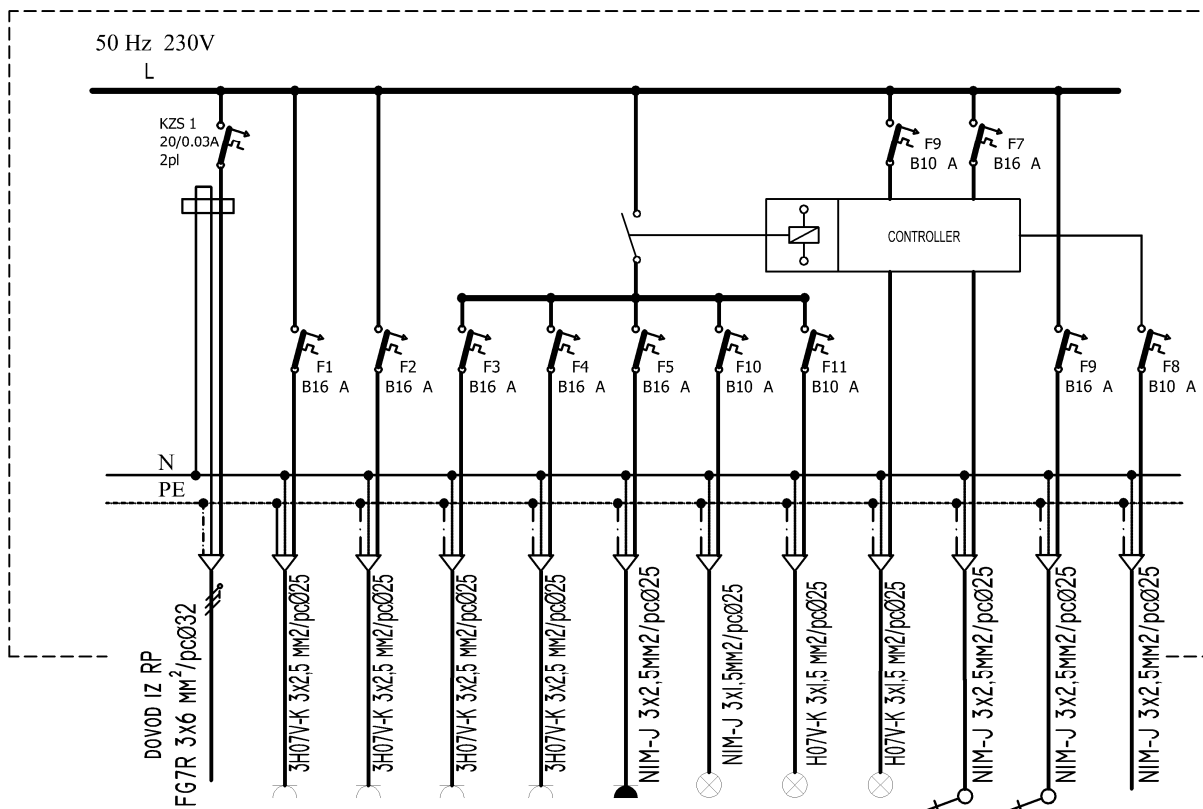 50 Hz 230V
L
KZS 1
20/0.03A
2pl
F9
B10 A
F7
B16 A
CONTROLLER
F1
B16 A
F2
B16 A
F3
B16 A
F4
B16 A
F5
B16 A
F10
B10 A
F11
B10 A
F9
B16 A
F8
B10 A
N
PE
DOVOD IZ RP
FG7R 3x6 мм²/pcØ32
3H07V-K 3x2,5 мм2/pcØ25
3H07V-K 3x2,5 мм2/pcØ25
3H07V-K 3x2,5 мм2/pcØ25
3H07V-K 3x2,5 мм2/pcØ25
NIM-J 3x2,5мм2/pcØ25
NIM-J 3xI,5мм2/pcØ25
H07V-K 3xI,5 мм2/pcØ25
H07V-K 3xI,5 мм2/pcØ25
NIM-J 3x2,5мм2/pcØ25
NIM-J 3x2,5мм2/pcØ25
NIM-J 3x2,5мм2/pcØ25